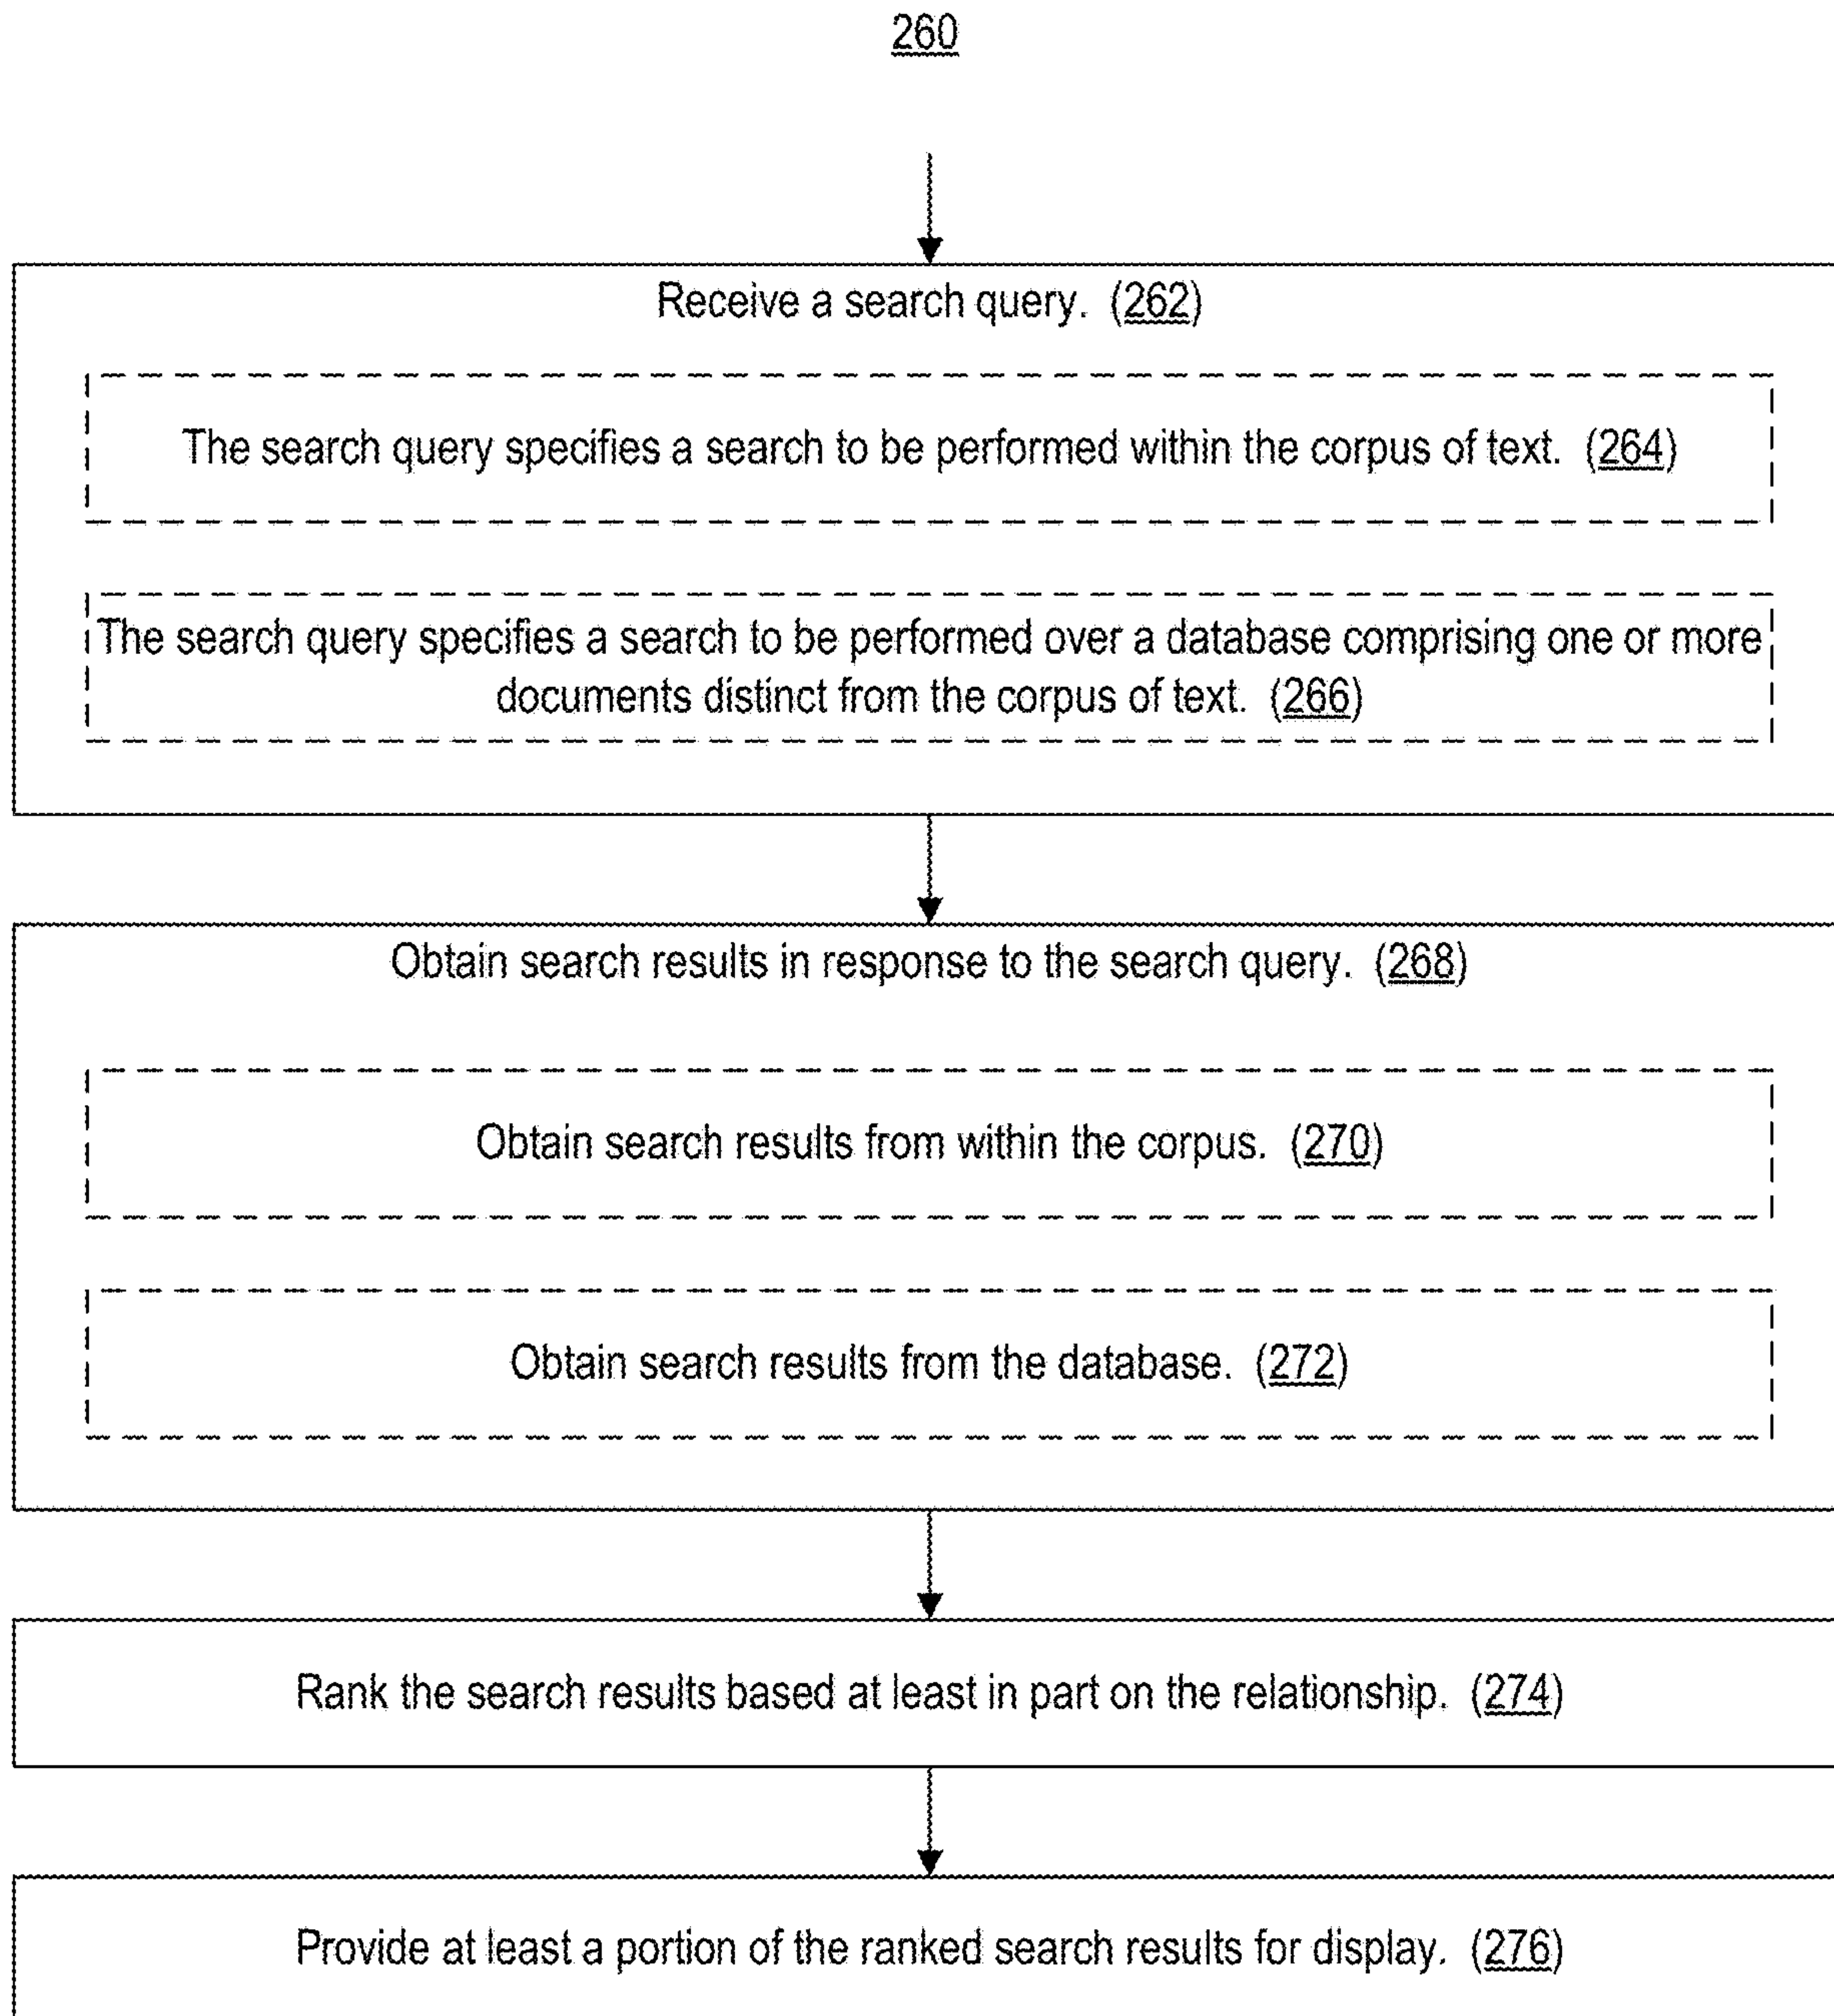 260
Receive a search query. (262)
The search query specifies a search to be performed within the corpus of text. (264)
The search query specifies a search to be performed over a database comprising one or more
documents distinct from the corpus of text. (266)
Obtain search results in response to the search query. (268)
Obtain search results from within the corpus. (270)
Obtain search results from the database. (272)
Rank the search results based at least in part on the relationship. (274)
Provide at least a portion of the ranked search results for display. (276)